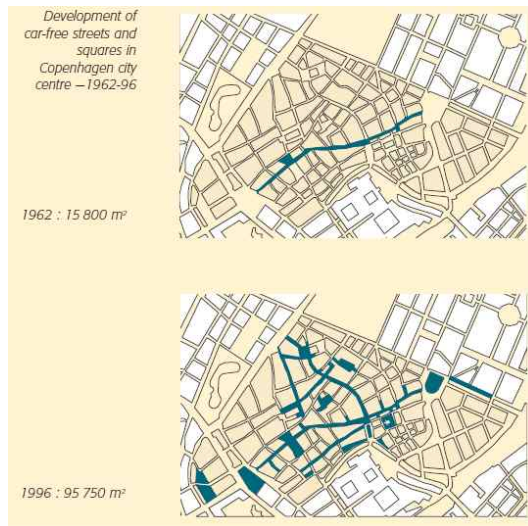 Development of
car-free streets and
squares in
Copenhagen city
centre – 1962-96
1962 : 15 800 m²
1996 : 95 750 m²